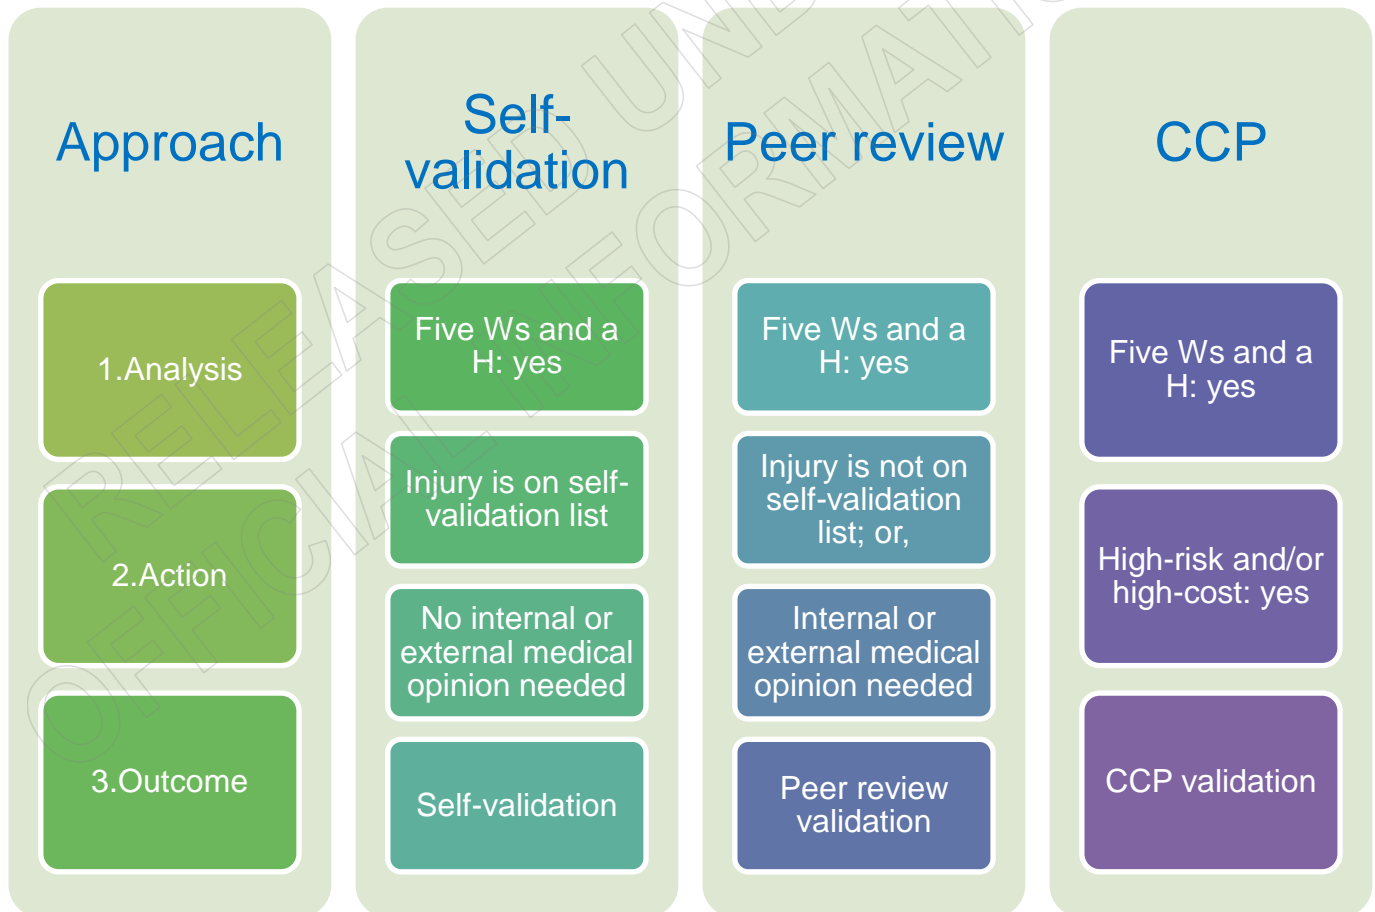 Approach
1.Analysis
2.Action
3.Outcome
Self-
validation
Five Ws and a
H: yes
Injury is on self-
validation list
No internal or
external medical
opinion needed
Self-validation
Peer review
Five Ws and a
H: yes
Injury is not on
self-validation
list; or,
Internal or
external medical
opinion needed
Peer review
validation
CCP
Five Ws and a
H: yes
High-risk and/or
high-cost: yes
CCP validation
RELEASED UND
OFFICIAL INFORMATI